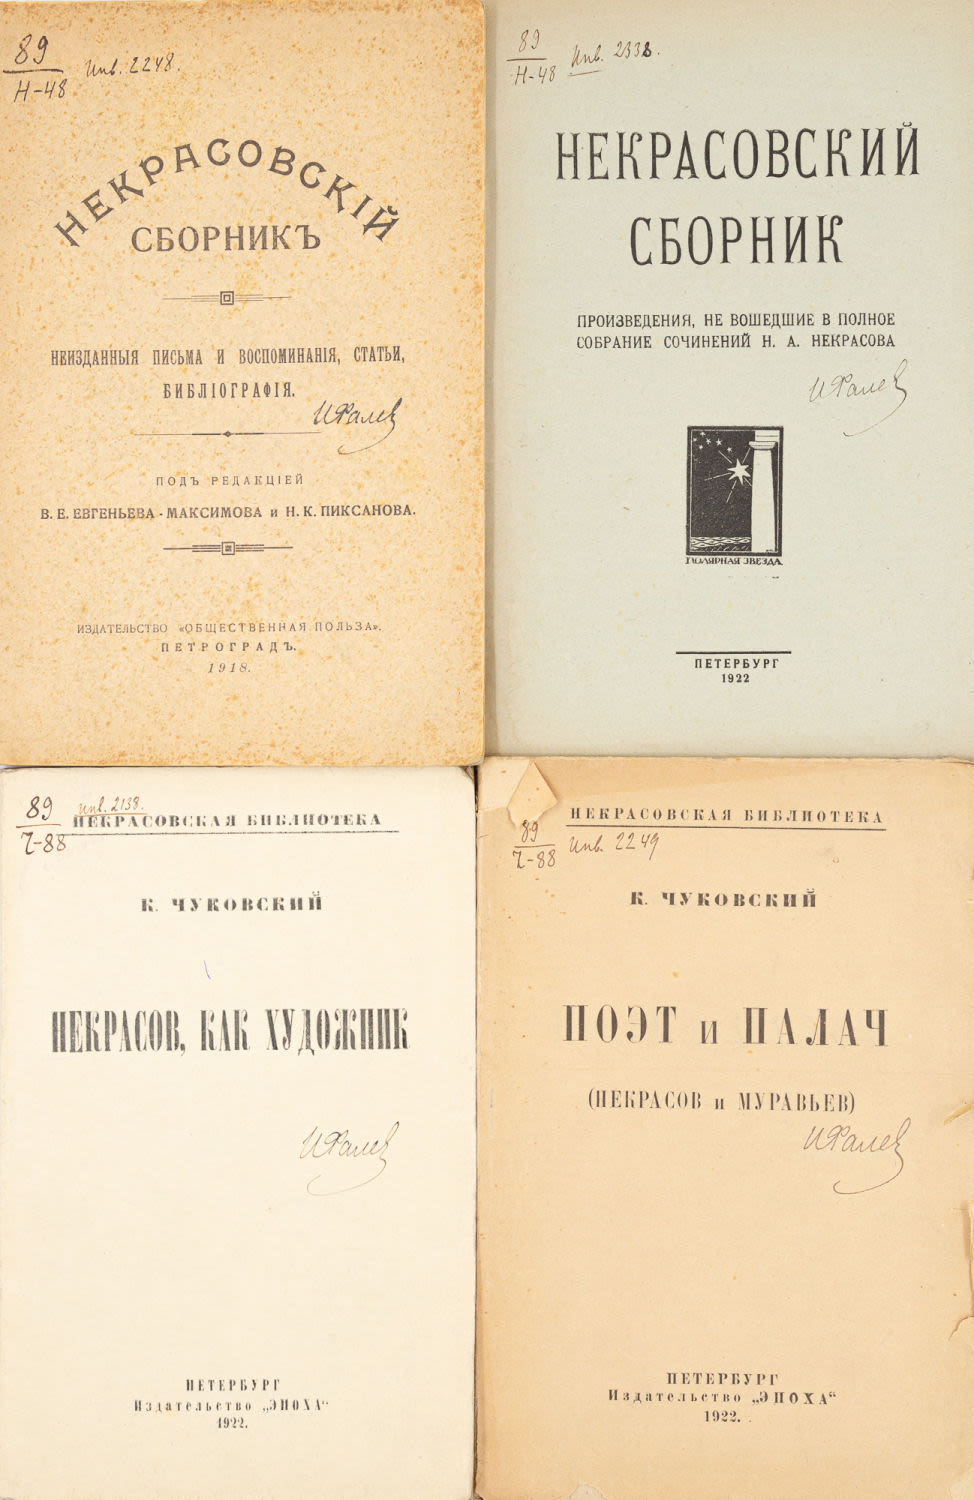 89
Н-48
Инв. 2248.
НЕКРАСОВСКІЙ
СБОРНИКЪ
НЕИЗДАННЫЯ ПИСЬМА И ВОСПОМИНАНІЯ, СТАТЬИ,
БИБЛІОГРАФІЯ.
ПОДЪ РЕДАКЦІЕЙ
В. Е. ЕВГЕНЬЕВА - МАКСИМОВА и Н. К. ПИКСАНОВА.
ИЗДАТЕЛЬСТВО «ОБЩЕСТВЕННАЯ ПОЛЬЗА».
ПЕТРОГРАДЪ.
1918.
89
Н-48
Инв. 2338.
НЕКРАСОВСКИЙ
СБОРНИК
ПРОИЗВЕДЕНИЯ, НЕ ВОШЕДШИЕ В ПОЛНОЕ
СОБРАНИЕ СОЧИНЕНИЙ Н. А. НЕКРАСОВА
ПОЛЯРНАЯ ЗВЕЗДА
ПЕТЕРБУРГ
1922
89
Ч-88
Инв. 2138.
НЕКРАСОВСКАЯ БИБЛИОТЕКА
К. ЧУКОВСКИЙ
НЕКРАСОВ, КАК ХУДОЖНИК
ПЕТЕРБУРГ
Издательство „ЭПОХА“
1922.
НЕКРАСОВСКАЯ БИБЛИОТЕКА
89
Ч-88
Инв. 2249
К. ЧУКОВСКИЙ
ПОЭТ и ПАЛАЧ
(НЕКРАСОВ и МУРАВЬЕВ)
ПЕТЕРБУРГ
Издательство „ЭПОХА“
1922.